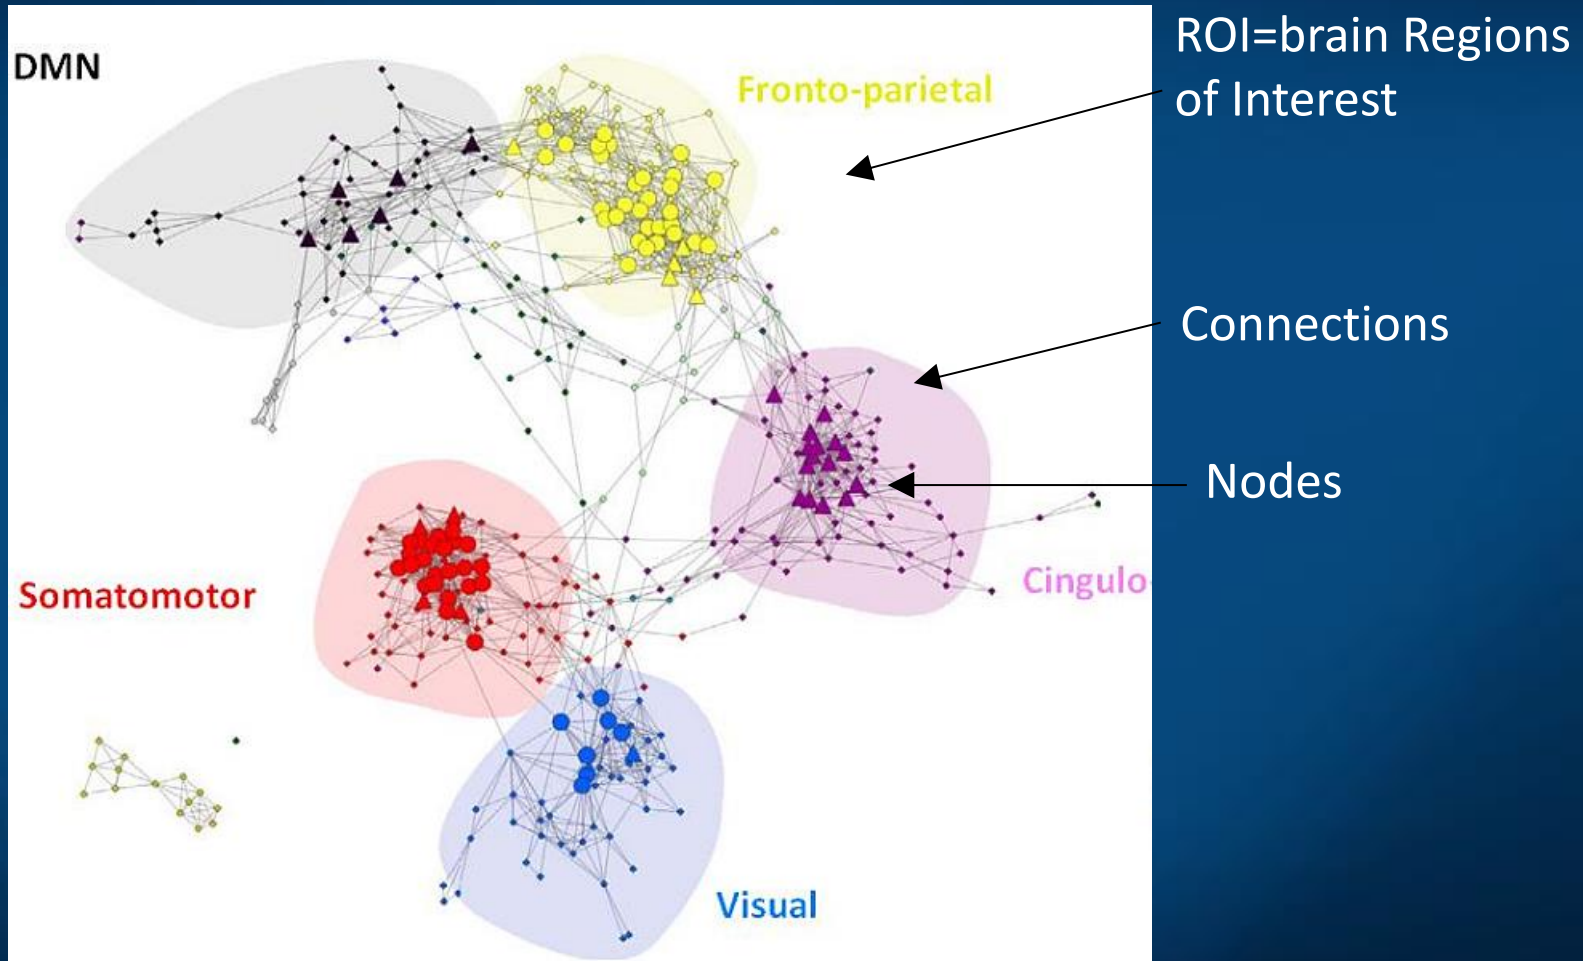 DMN
Fronto-parietal
ROI=brain Regions
of Interest
Connections
Nodes
Cingulo-
Somatomotor
Visual